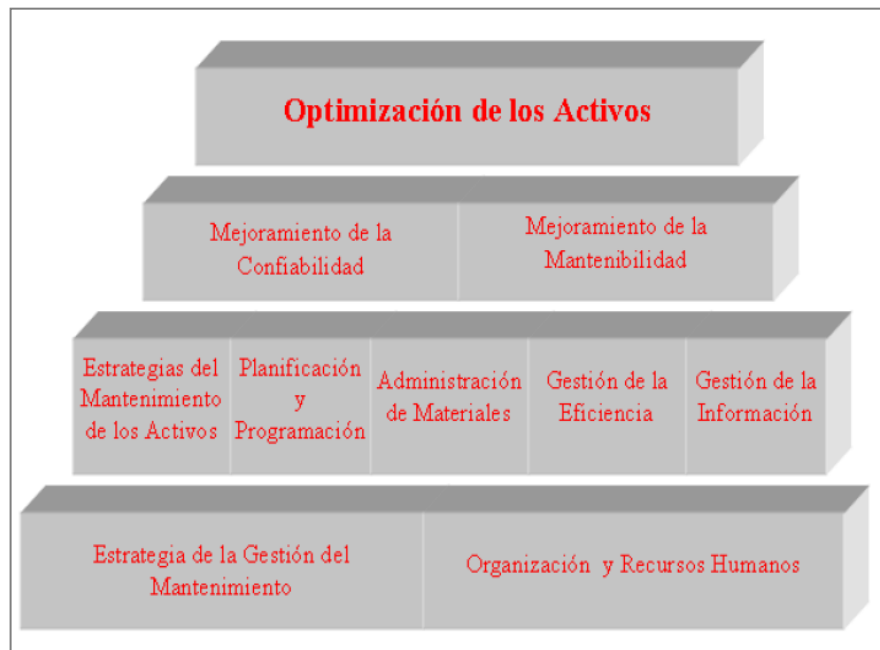 Optimización de los Activos
Mejoramiento de la
Confiabilidad
Mejoramiento de la
Mantenibilidad
Estrategias del
Mantenimiento
de los Activos
Planificación
y
Programación
Administración
de Materiales
Gestión de la
Eficiencia
Gestión de la
Información
Estrategia de la Gestión del
Mantenimiento
Organización y Recursos Humanos